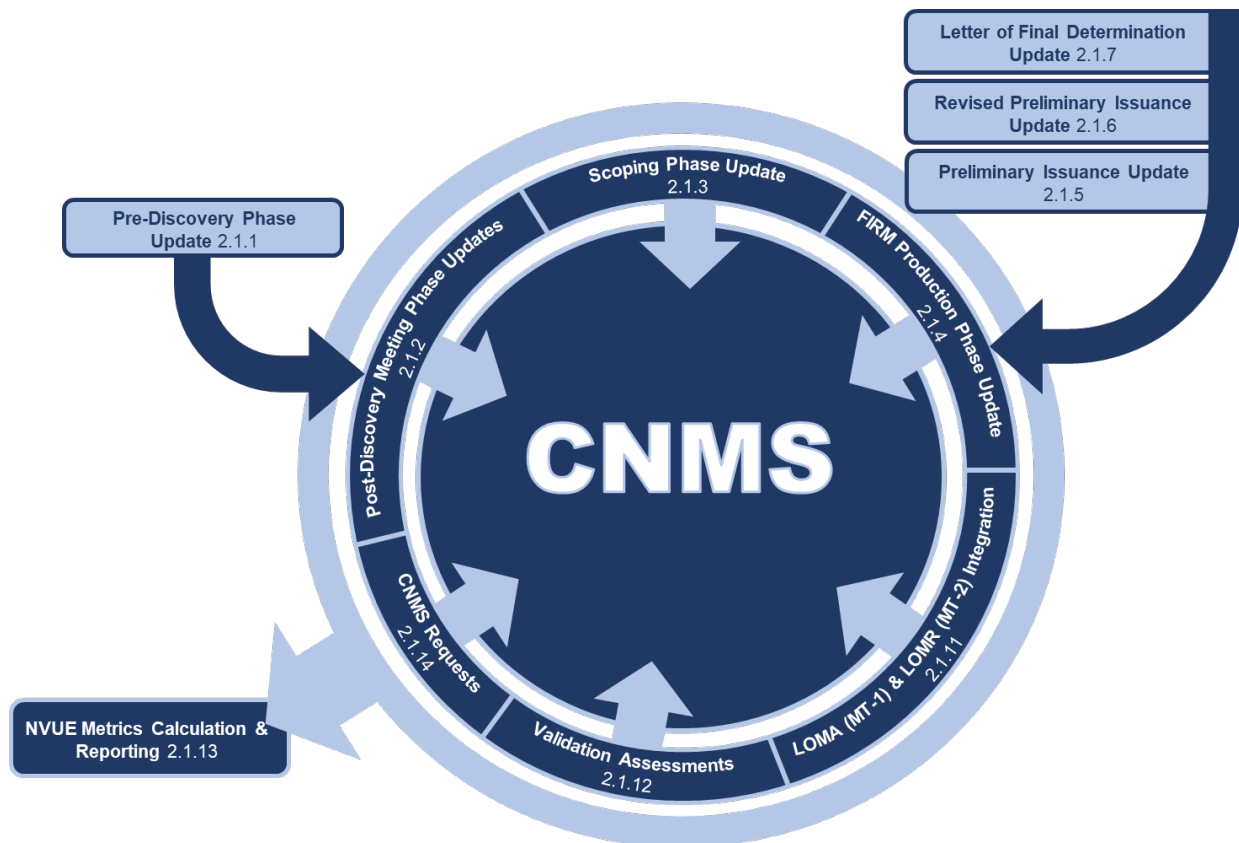 Letter of Final Determination
Update 2.1.7
Revised Preliminary Issuance
Update 2.1.6
Preliminary Issuance Update
2.1.5
Pre-Discovery Phase
Update 2.1.1
Scoping Phase Update
2.1.3
Post-Discovery Meeting Phase Updates
2.1.2
FIRM Production Phase Update
2.1.4
CNMS
LOMA (MT-1) & LOMR (MT-2) Integration
2.1.11
CNMS Requests
2.1.14
Validation Assessments
2.1.12
NVUE Metrics Calculation &
Reporting 2.1.13